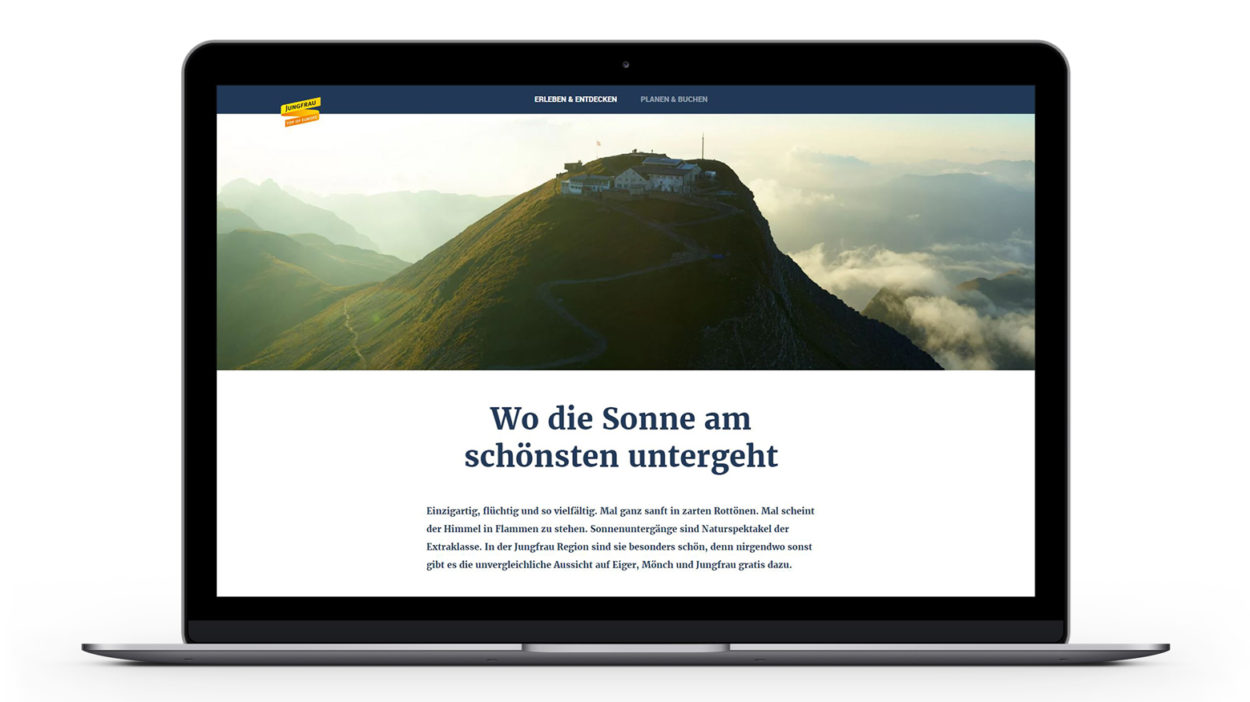 JUNGFRAU
TOP OF EUROPE
ERLEBEN & ENTDECKEN PLANEN & BUCHEN
Wo die Sonne am
schönsten untergeht
Einzigartig, flüchtig und so vielfältig. Mal ganz sanft in zarten Rottönen. Mal scheint
der Himmel in Flammen zu stehen. Sonnenuntergänge sind Naturspektakel der
Extraklasse. In der Jungfrau Region sind sie besonders schön, denn nirgendwo sonst
gibt es die unvergleichliche Aussicht auf Eiger, Mönch und Jungfrau gratis dazu.